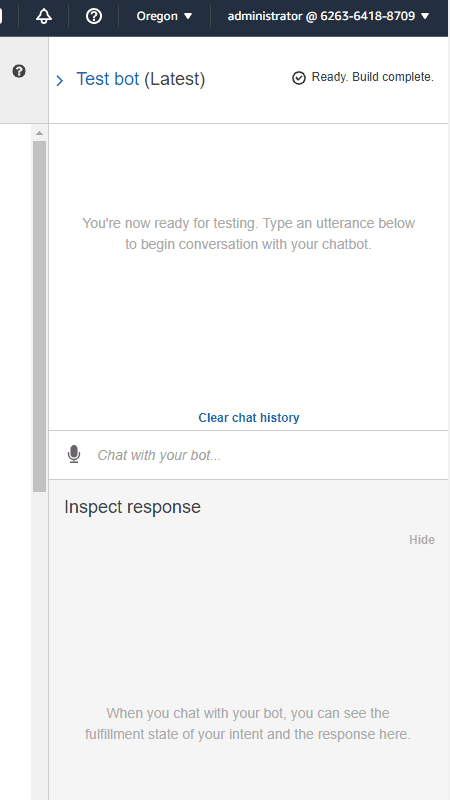 Oregon
administrator @ 6263-6418-8709
Test bot (Latest)
Ready. Build complete.
You're now ready for testing. Type an utterance below
to begin conversation with your chatbot.
Clear chat history
Chat with your bot...
Inspect response
Hide
When you chat with your bot, you can see the
fulfillment state of your intent and the response here.